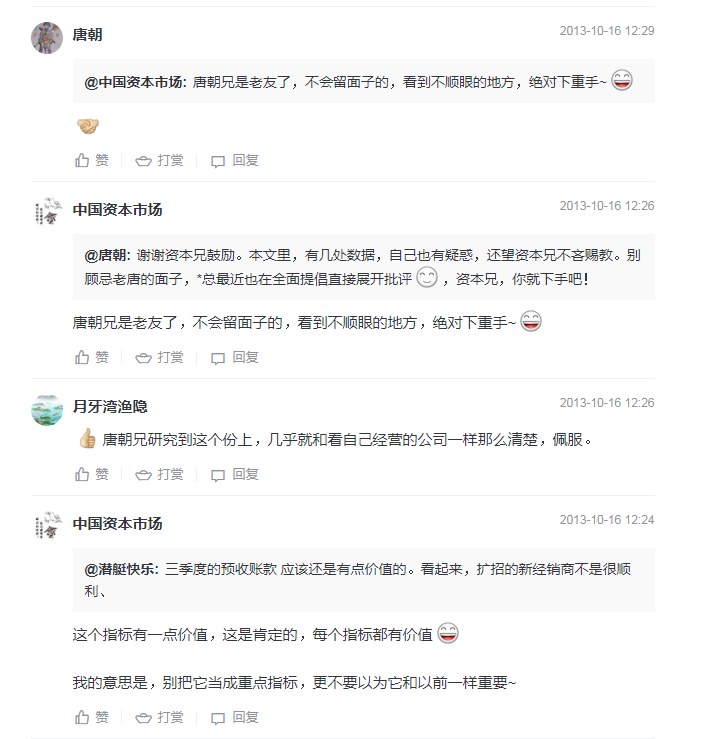 唐朝
2013-10-16 12:29
@中国资本市场: 唐朝兄是老友了，不会留面子的，看到不顺眼的地方，绝对下重手~
赞 打赏 回复
中国资本市场
2013-10-16 12:26
@唐朝: 谢谢资本兄鼓励。本文里，有几处数据，自己也有疑惑，还望资本兄不吝赐教。别
顾忌老唐的面子，*总最近也在全面提倡直接展开批评 ，资本兄，你就下手吧！
唐朝兄是老友了，不会留面子的，看到不顺眼的地方，绝对下重手~
赞 打赏 回复
月牙湾渔隐
2013-10-16 12:26
唐朝兄研究到这个份上，几乎就和看自己经营的公司一样那么清楚，佩服。
赞 打赏 回复
中国资本市场
2013-10-16 12:24
@潜艇快乐: 三季度的预收账款 应该还是有点价值的。看起来，扩招的新经销商不是很顺
利、
这个指标有一点价值，这是肯定的，每个指标都有价值
我的意思是，别把它当成重点指标，更不要以为它和以前一样重要~
赞 打赏 回复